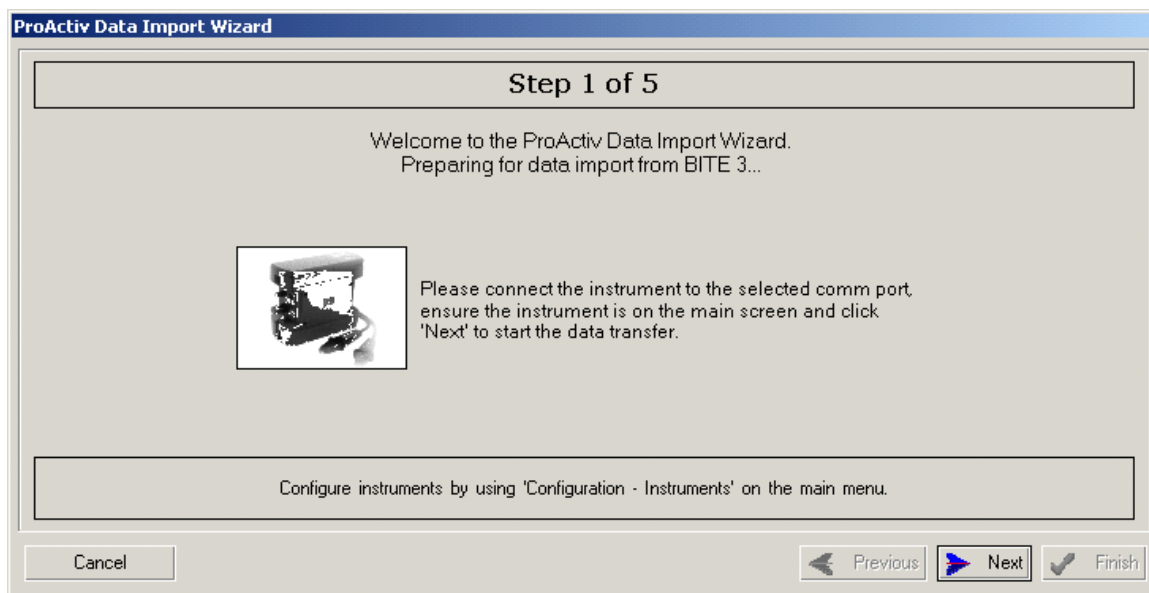 ProActiv Data Import Wizard
Step 1 of 5
Welcome to the ProActiv Data Import Wizard.
Preparing for data import from BITE 3...
Please connect the instrument to the selected comm port,
ensure the instrument is on the main screen and click
'Next' to start the data transfer.
Configure instruments by using 'Configuration - Instruments' on the main menu.
Cancel
Previous
Next
Finish